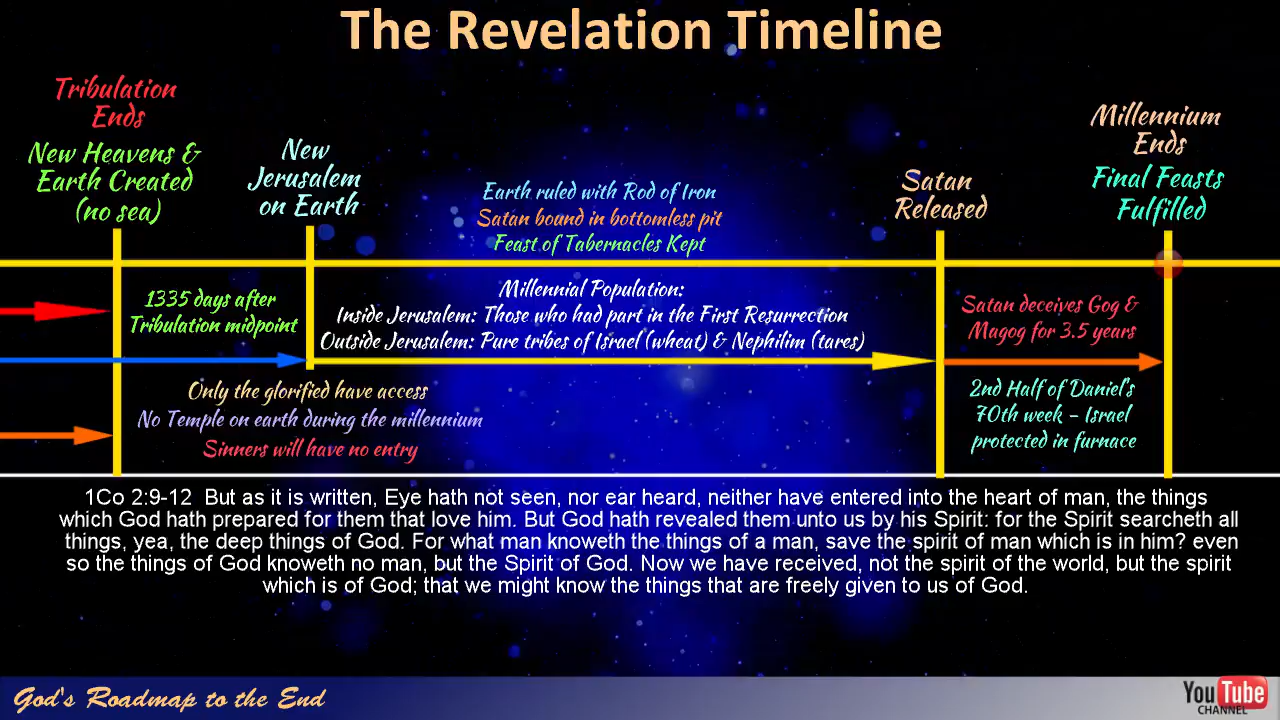 The Revelation Timeline
Tribulation
Ends
New Heavens &
Earth Created
(no sea)
New
Jerusalem
on Earth
Earth ruled with Rod of Iron
Satan bound in bottomless pit
Feast of Tabernacles Kept
Satan
Released
Millennium
Ends
Final Feasts
Fulfilled
1335 days after
Tribulation midpoint
Millennial Population:
Inside Jerusalem: Those who had part in the First Resurrection
Outside Jerusalem: Pure tribes of Israel (wheat) & Nephilim (tares)
Satan deceives Gog &
Magog for 3.5 years
Only the glorified have access
No Temple on earth during the millennium
Sinners will have no entry
2nd Half of Daniel's
70th week - Israel
protected in furnace
1Co 2:9-12 But as it is written, Eye hath not seen, nor ear heard, neither have entered into the heart of man, the things
which God hath prepared for them that love him. But God hath revealed them unto us by his Spirit: for the Spirit searcheth all
things, yea, the deep things of God. For what man knoweth the things of a man, save the spirit of man which is in him? even
so the things of God knoweth no man, but the Spirit of God. Now we have received, not the spirit of the world, but the spirit
which is of God; that we might know the things that are freely given to us of God.
God's Roadmap to the End
YouTube
CHANNEL